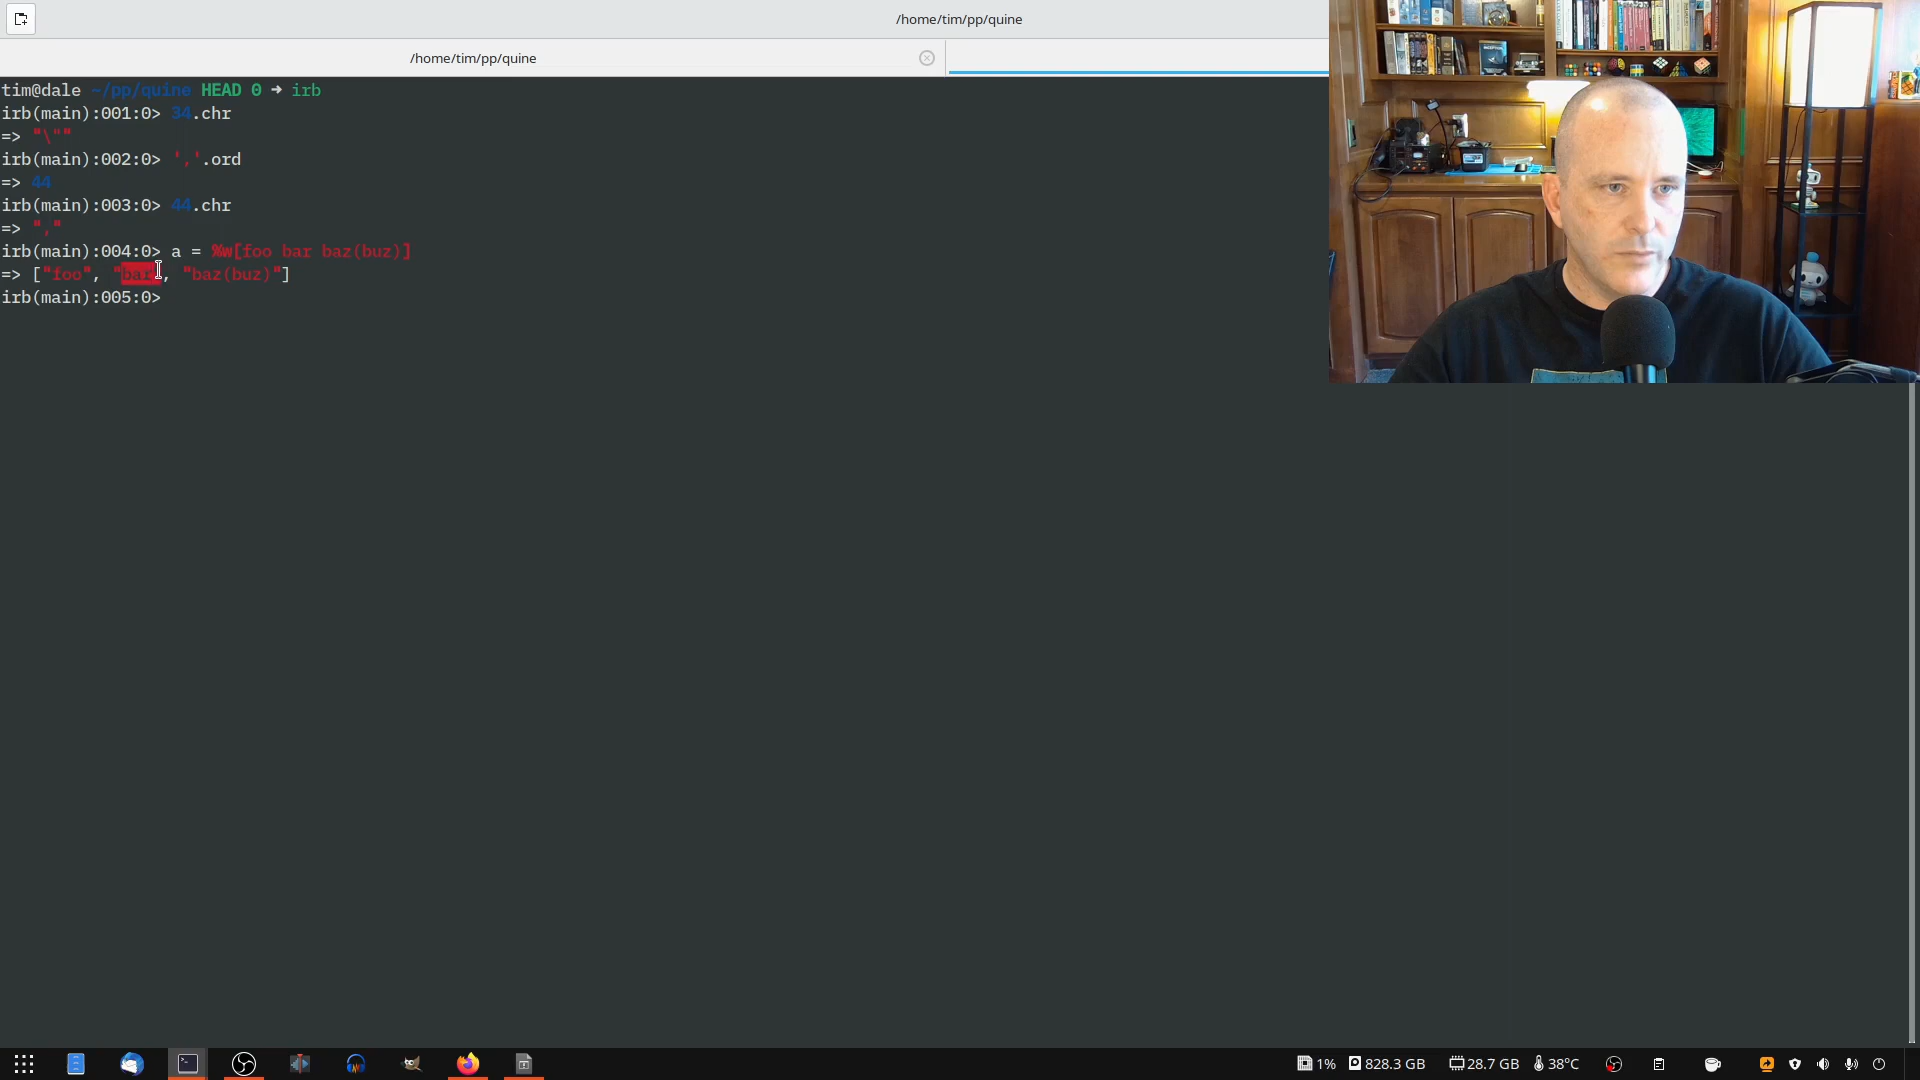 /home/tim/pp/quine
/home/tim/pp/quine
tim@dale ~/pp/quine HEAD 0 ➜ irb
irb(main):001:0> 34.chr
=> "\""
irb(main):002:0> ','.ord
=> 44
irb(main):003:0> 44.chr
=> ","
irb(main):004:0> a = %w[foo bar baz(buz)]
=> ["foo", "bar", "baz(buz)"]
irb(main):005:0>
1% 828.3 GB 28.7 GB 38°C